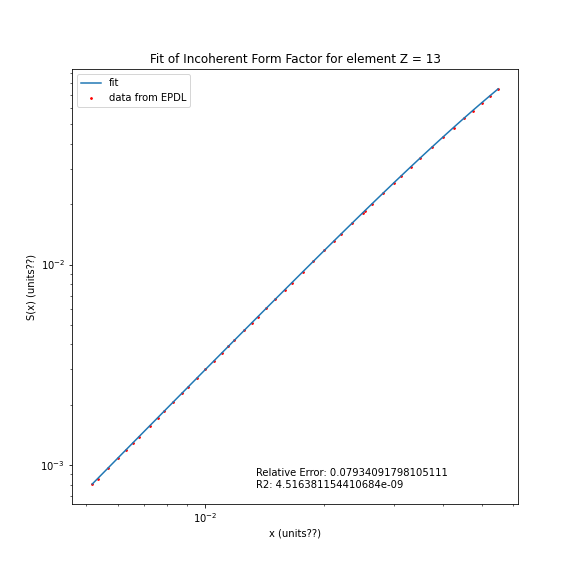 Fit of Incoherent Form Factor for element Z = 13
fit
data from EPDL
S(x) (units??)
10⁻²
10⁻³
Relative Error: 0.07934091798105111
R2: 4.516381154410684e-09
10⁻²
x (units??)